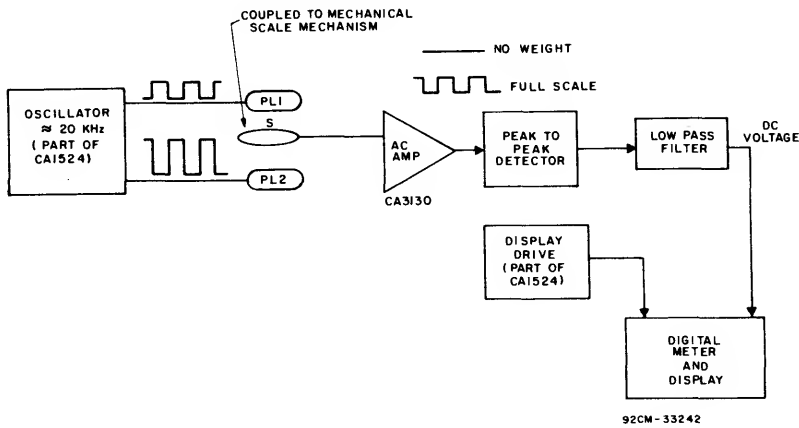 COUPLED TO MECHANICAL
SCALE MECHANISM
NO WEIGHT
FULL SCALE
OSCILLATOR
≈ 20 KHz
( PART OF
CA1524)
PL1
S
PL2
AC
AMP
CA3130
PEAK TO
PEAK
DETECTOR
LOW PASS
FILTER
DC
VOLTAGE
DISPLAY
DRIVE
(PART OF
CA1524)
DIGITAL
METER
AND
DISPLAY
92CM-33242